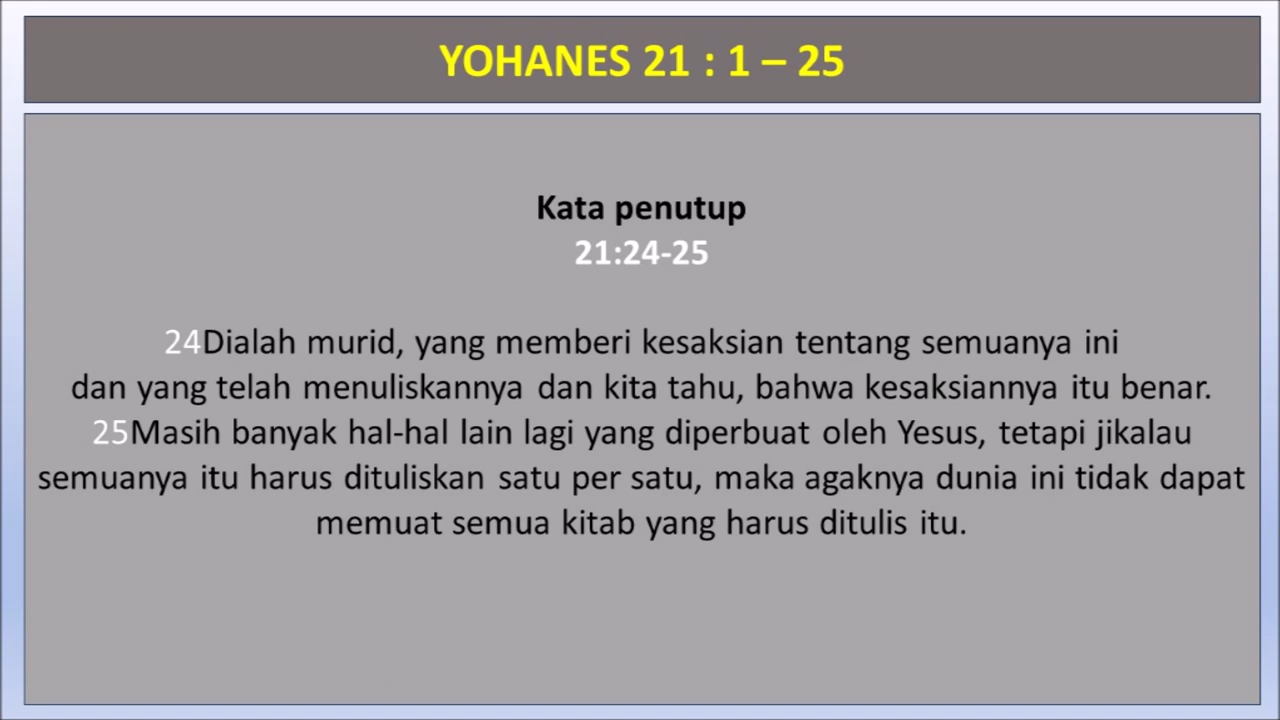 YOHANES 21 : 1 – 25
Kata penutup
21:24-25
24Dialah murid, yang memberi kesaksian tentang semuanya ini
dan yang telah menuliskannya dan kita tahu, bahwa kesaksiannya itu benar.
25Masih banyak hal-hal lain lagi yang diperbuat oleh Yesus, tetapi jikalau
semuanya itu harus dituliskan satu per satu, maka agaknya dunia ini tidak dapat
memuat semua kitab yang harus ditulis itu.